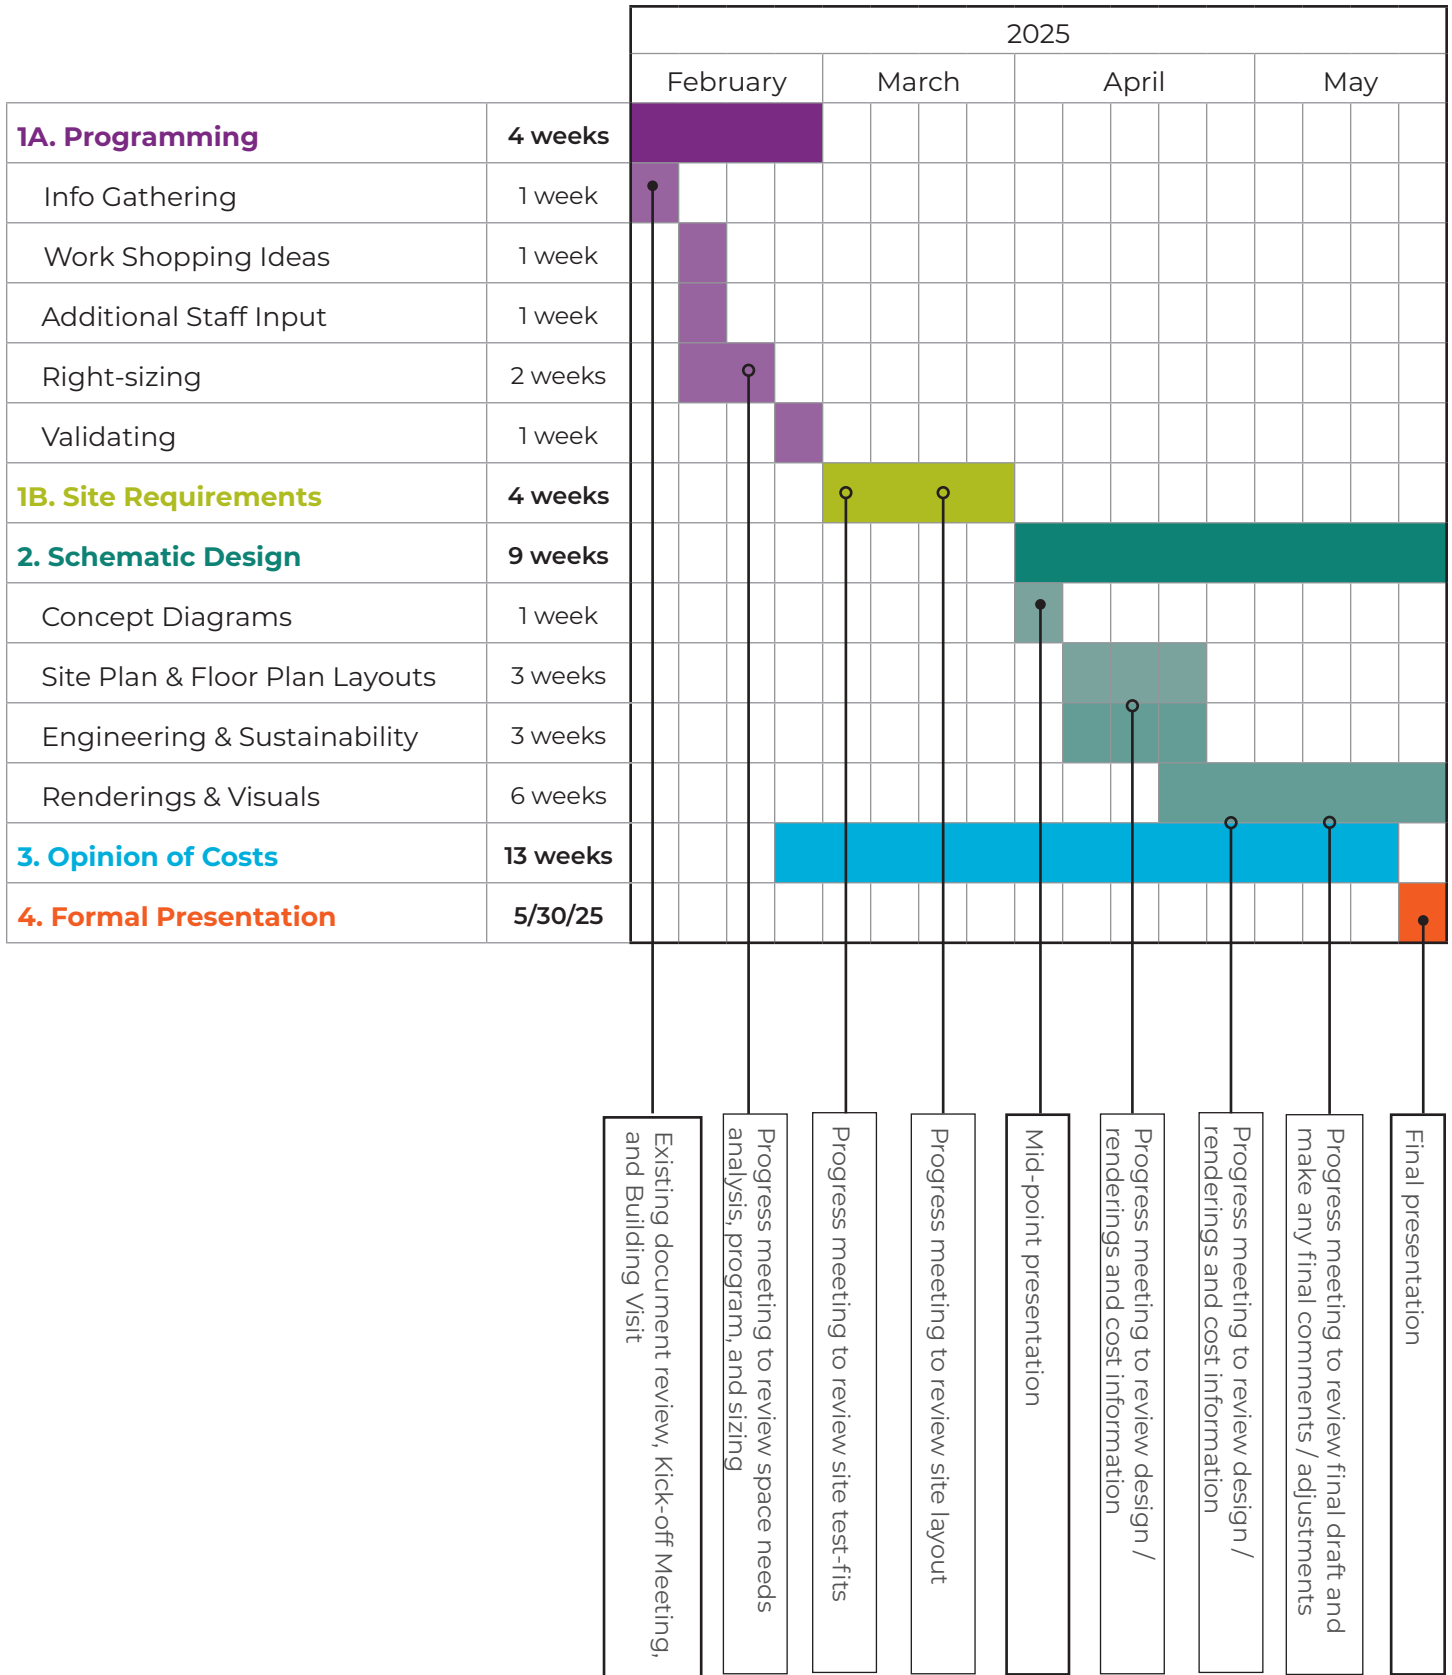 2025
February March April May
1A. Programming 4 weeks
Info Gathering 1 week
Work Shopping Ideas 1 week
Additional Staff Input 1 week
Right-sizing 2 weeks
Validating 1 week
1B. Site Requirements 4 weeks
2. Schematic Design 9 weeks
Concept Diagrams 1 week
Site Plan & Floor Plan Layouts 3 weeks
Engineering & Sustainability 3 weeks
Renderings & Visuals 6 weeks
3. Opinion of Costs 13 weeks
4. Formal Presentation 5/30/25
Existing document review, Kick-off Meeting,
and Building Visit
Progress meeting to review space needs
analysis, program, and sizing
Progress meeting to review site test-fits
Progress meeting to review site layout
Mid-point presentation
Progress meeting to review design /
renderings and cost information
Progress meeting to review design /
renderings and cost information
Progress meeting to review final draft and
make any final comments / adjustments
Final presentation